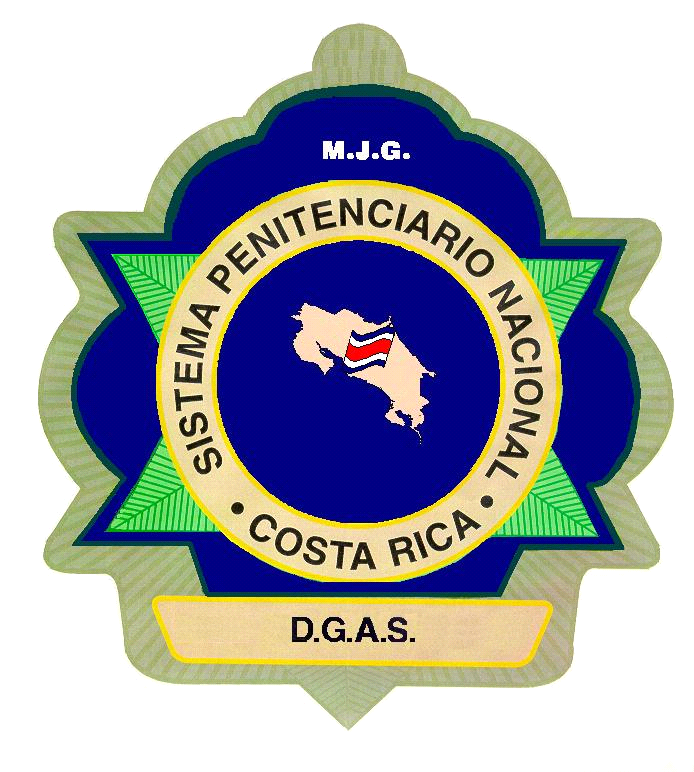 M.J.G.
SISTEMA PENITENCIARIO NACIONAL
• COSTA RICA •
D.G.A.S.